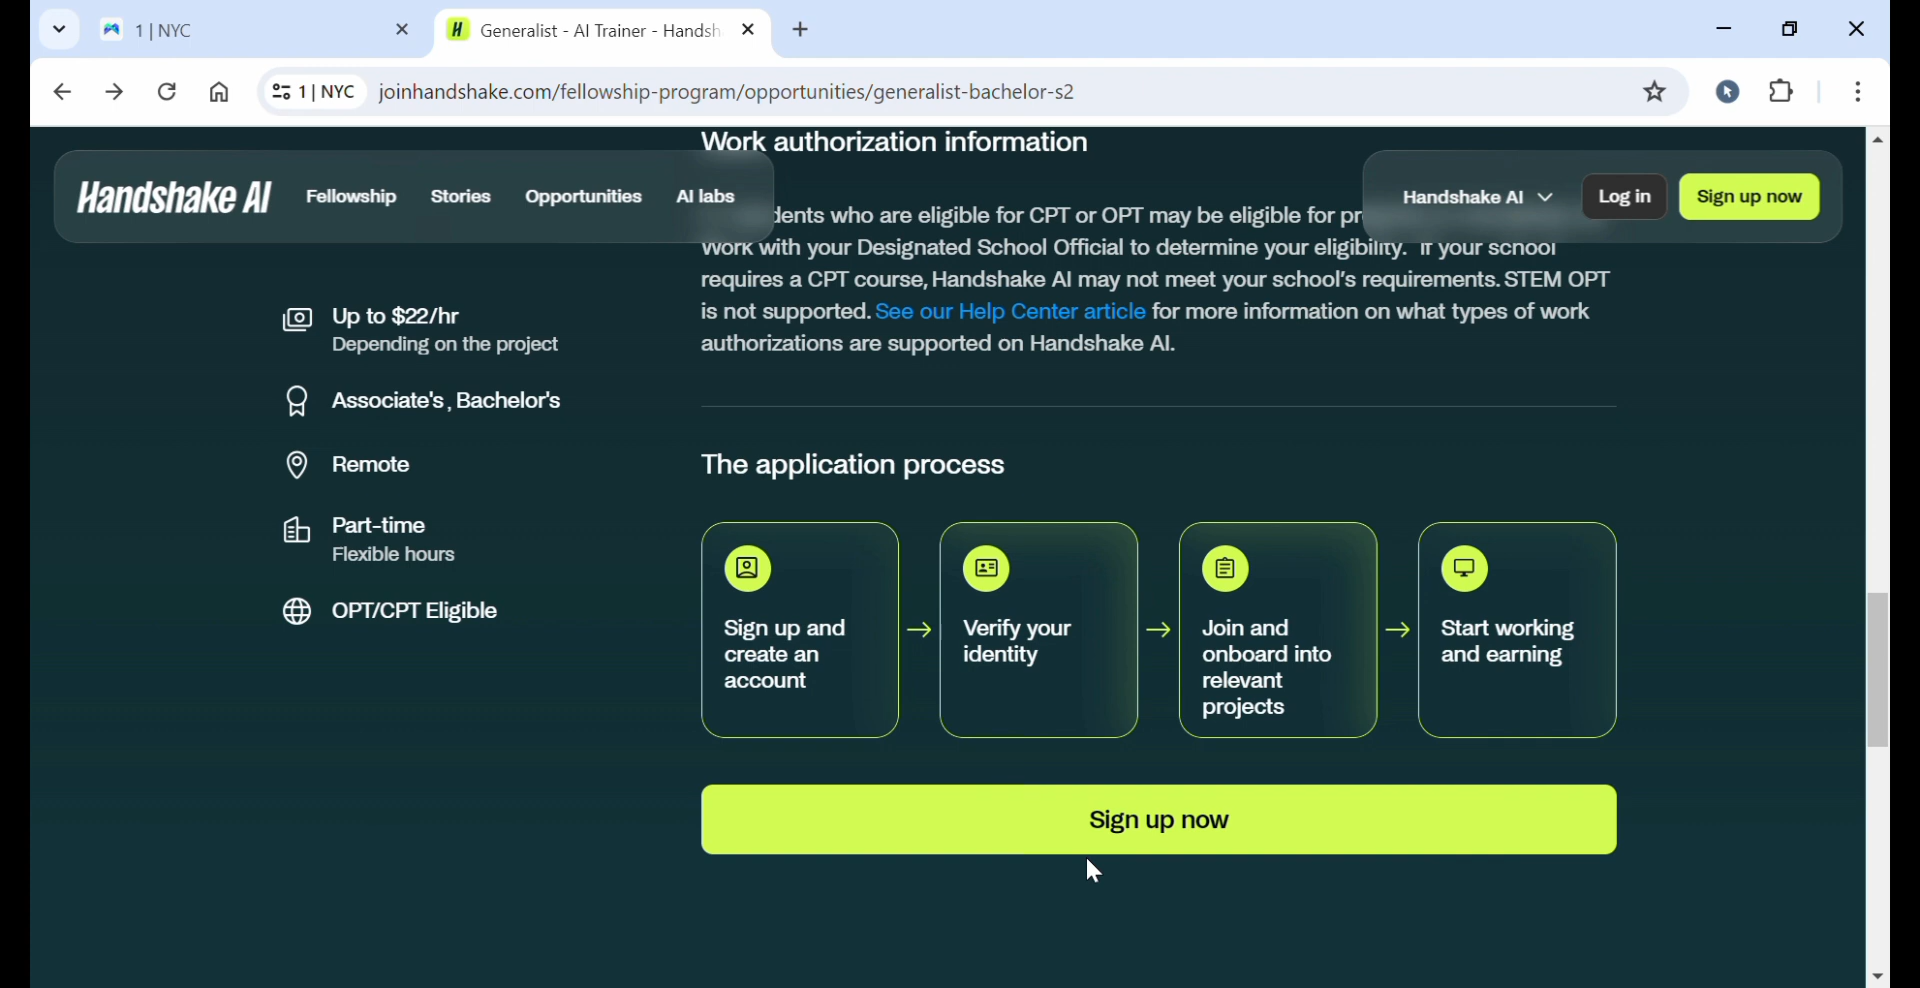 1 | NYC
Generalist - AI Trainer - Handsh
1 | NYC
joinhandshake.com/fellowship-program/opportunities/generalist-bachelor-s2
Handshake AI
Fellowship
Stories
Opportunities
AI labs
Handshake AI
Log in
Sign up now
Up to $22/hr
Depending on the project
Associate's, Bachelor's
Remote
Part-time
Flexible hours
OPT/CPT Eligible
Work authorization information
who are eligible for CPT or OPT may be eligible for
Work with your Designated School Official to determine your eligibility. If your school
requires a CPT course, Handshake AI may not meet your school's requirements. STEM OPT
is not supported. See our Help Center article for more information on what types of work
authorizations are supported on Handshake AI.
The application process
Sign up and
create an
account
Verify your
identity
Join and
onboard into
relevant
projects
Start working
and earning
Sign up now